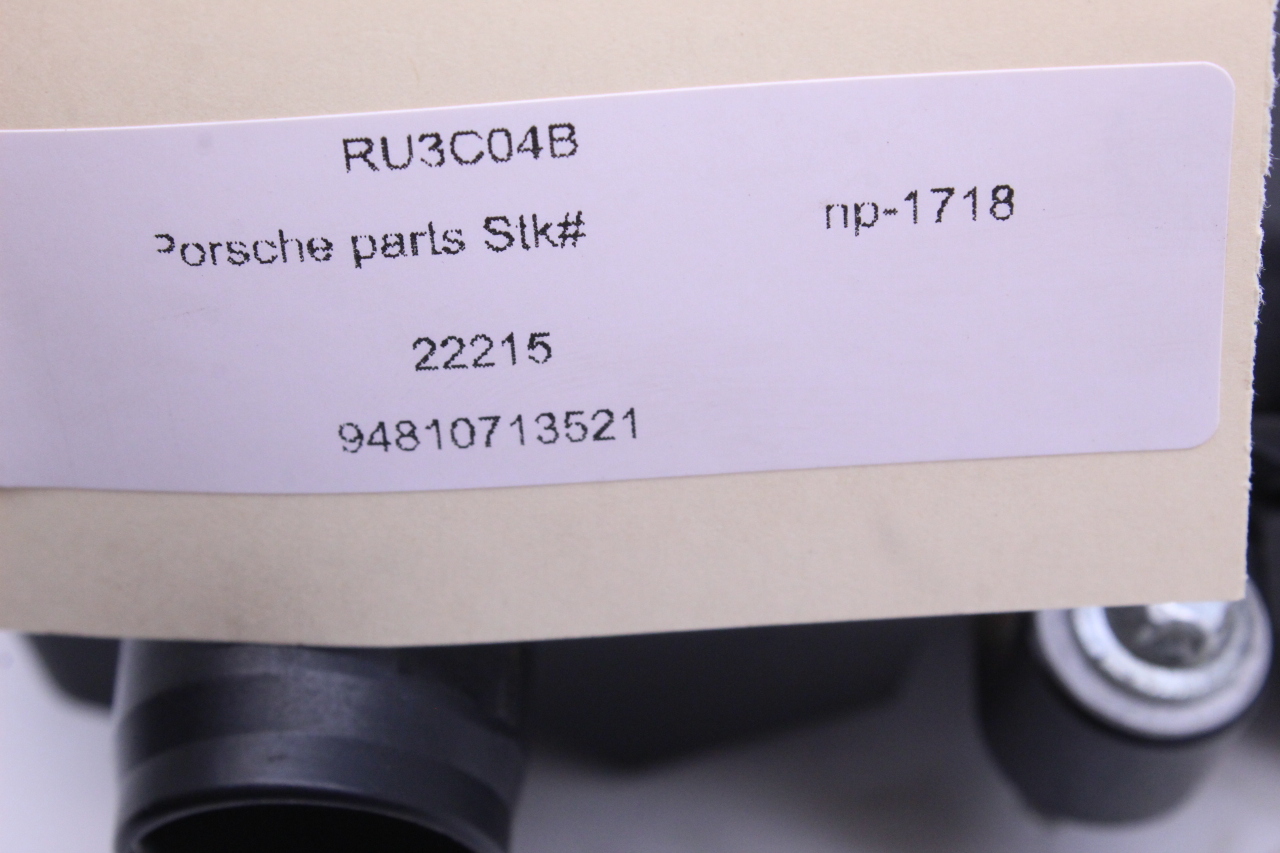 RU3C04B
Porsche parts Stk# np-1718
22215
94810713521